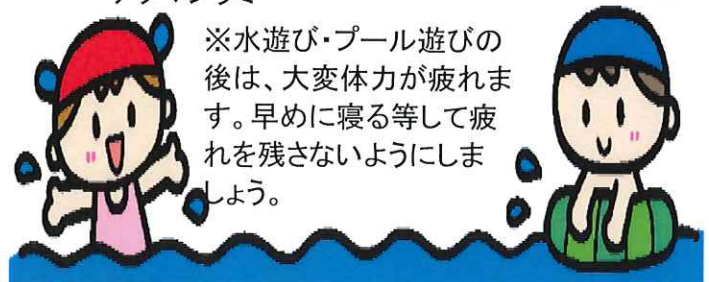 ※水遊び・プール遊びの
後は、大変体力が疲れま
す。早めに寝る等して疲
れを残さないようにしま
しょう。